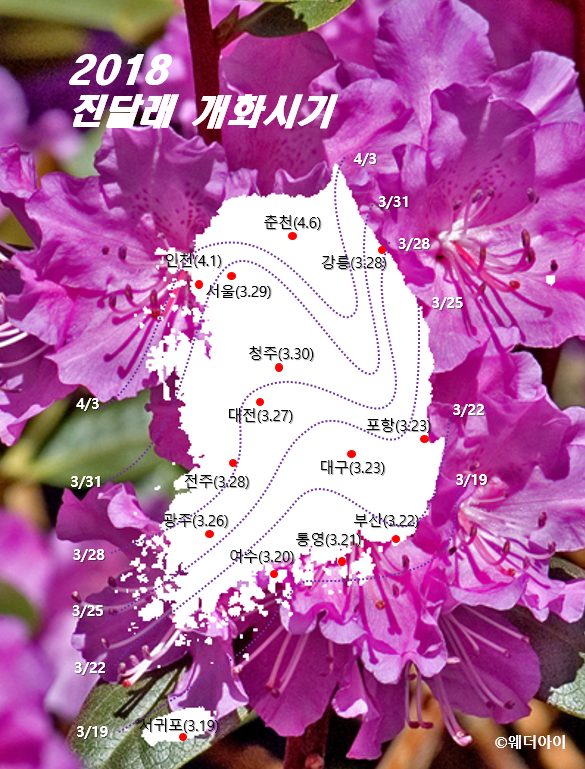 2018
진달래 개화시기
4/3
3/31
춘천(4.6)
3/28
인천(4.1)
강릉(3.28)
서울(3.29)
3/25
청주(3.30)
4/3
대전(3.27)
3/22
포항(3.23)
대구(3.23)
3/31
전주(3.28)
3/19
광주(3.26)
부산(3.22)
통영(3.21)
3/28
여수(3.20)
3/25
3/22
서귀포(3.19)
3/19
©웨더아이